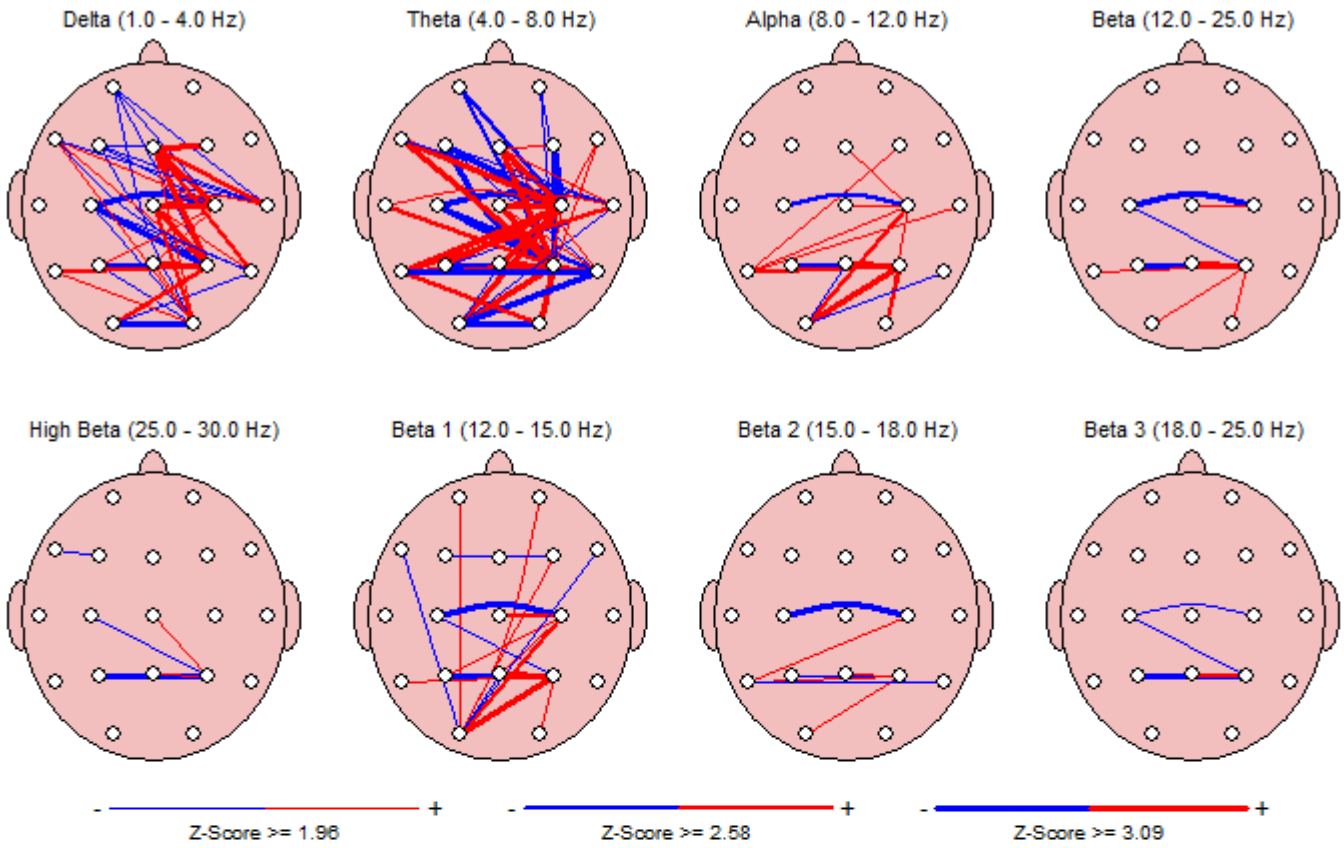 Delta (1.0 - 4.0 Hz)
Theta (4.0 - 8.0 Hz)
Alpha (8.0 - 12.0 Hz)
Beta (12.0 - 25.0 Hz)
High Beta (25.0 - 30.0 Hz)
Beta 1 (12.0 - 15.0 Hz)
Beta 2 (15.0 - 18.0 Hz)
Beta 3 (18.0 - 25.0 Hz)
- +
Z-Score >= 1.96
- +
Z-Score >= 2.58
- +
Z-Score >= 3.09